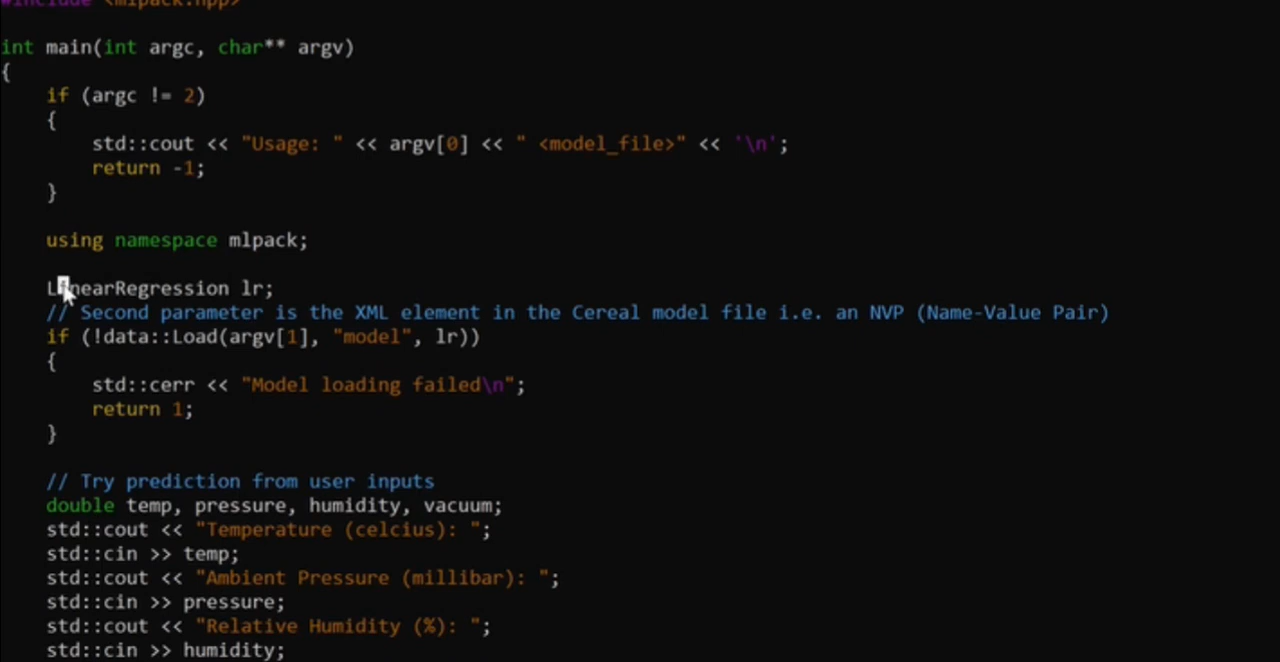 #include <mlpack.hpp>
int main(int argc, char** argv)
{
if (argc != 2)
{
std::cout << "Usage: " << argv[0] << " <model_file>" << '\n';
return -1;
}
using namespace mlpack;
LinearRegression lr;
// Second parameter is the XML element in the Cereal model file i.e. an NVP (Name-Value Pair)
if (!data::Load(argv[1], "model", lr))
{
std::cerr << "Model loading failed\n";
return 1;
}
// Try prediction from user inputs
double temp, pressure, humidity, vacuum;
std::cout << "Temperature (celcius): ";
std::cin >> temp;
std::cout << "Ambient Pressure (millibar): ";
std::cin >> pressure;
std::cout << "Relative Humidity (%): ";
std::cin >> humidity;